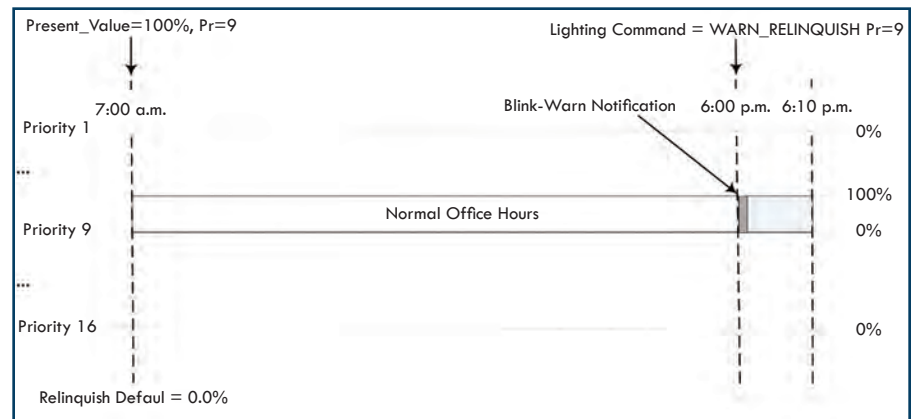 Present_Value=100%, Pr=9
Lighting Command = WARN_RELINQUISH Pr=9
7:00 a.m.
Blink-Warn Notification
6:00 p.m.
6:10 p.m.
Priority 1
0%
...
100%
Normal Office Hours
Priority 9
0%
...
Priority 16
0%
Relinquish Defaul = 0.0%